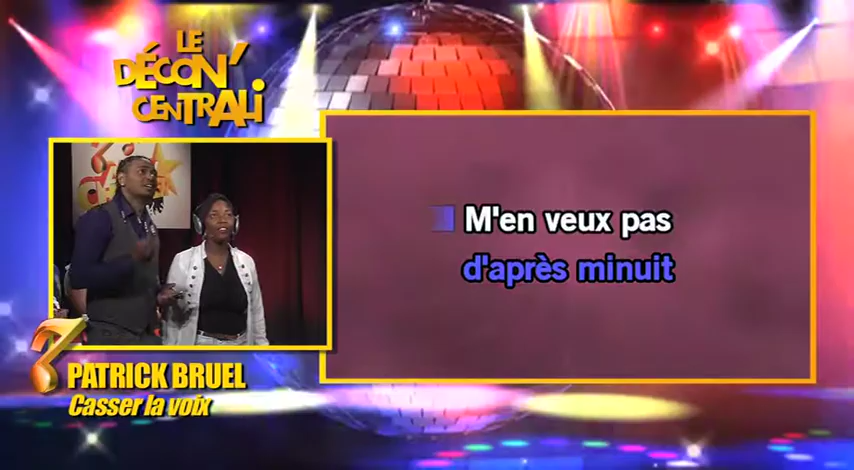 LE
DÉCON'
CENTRALi
M'en veux pas
d'après minuit
PATRICK BRUEL
Casser la voix